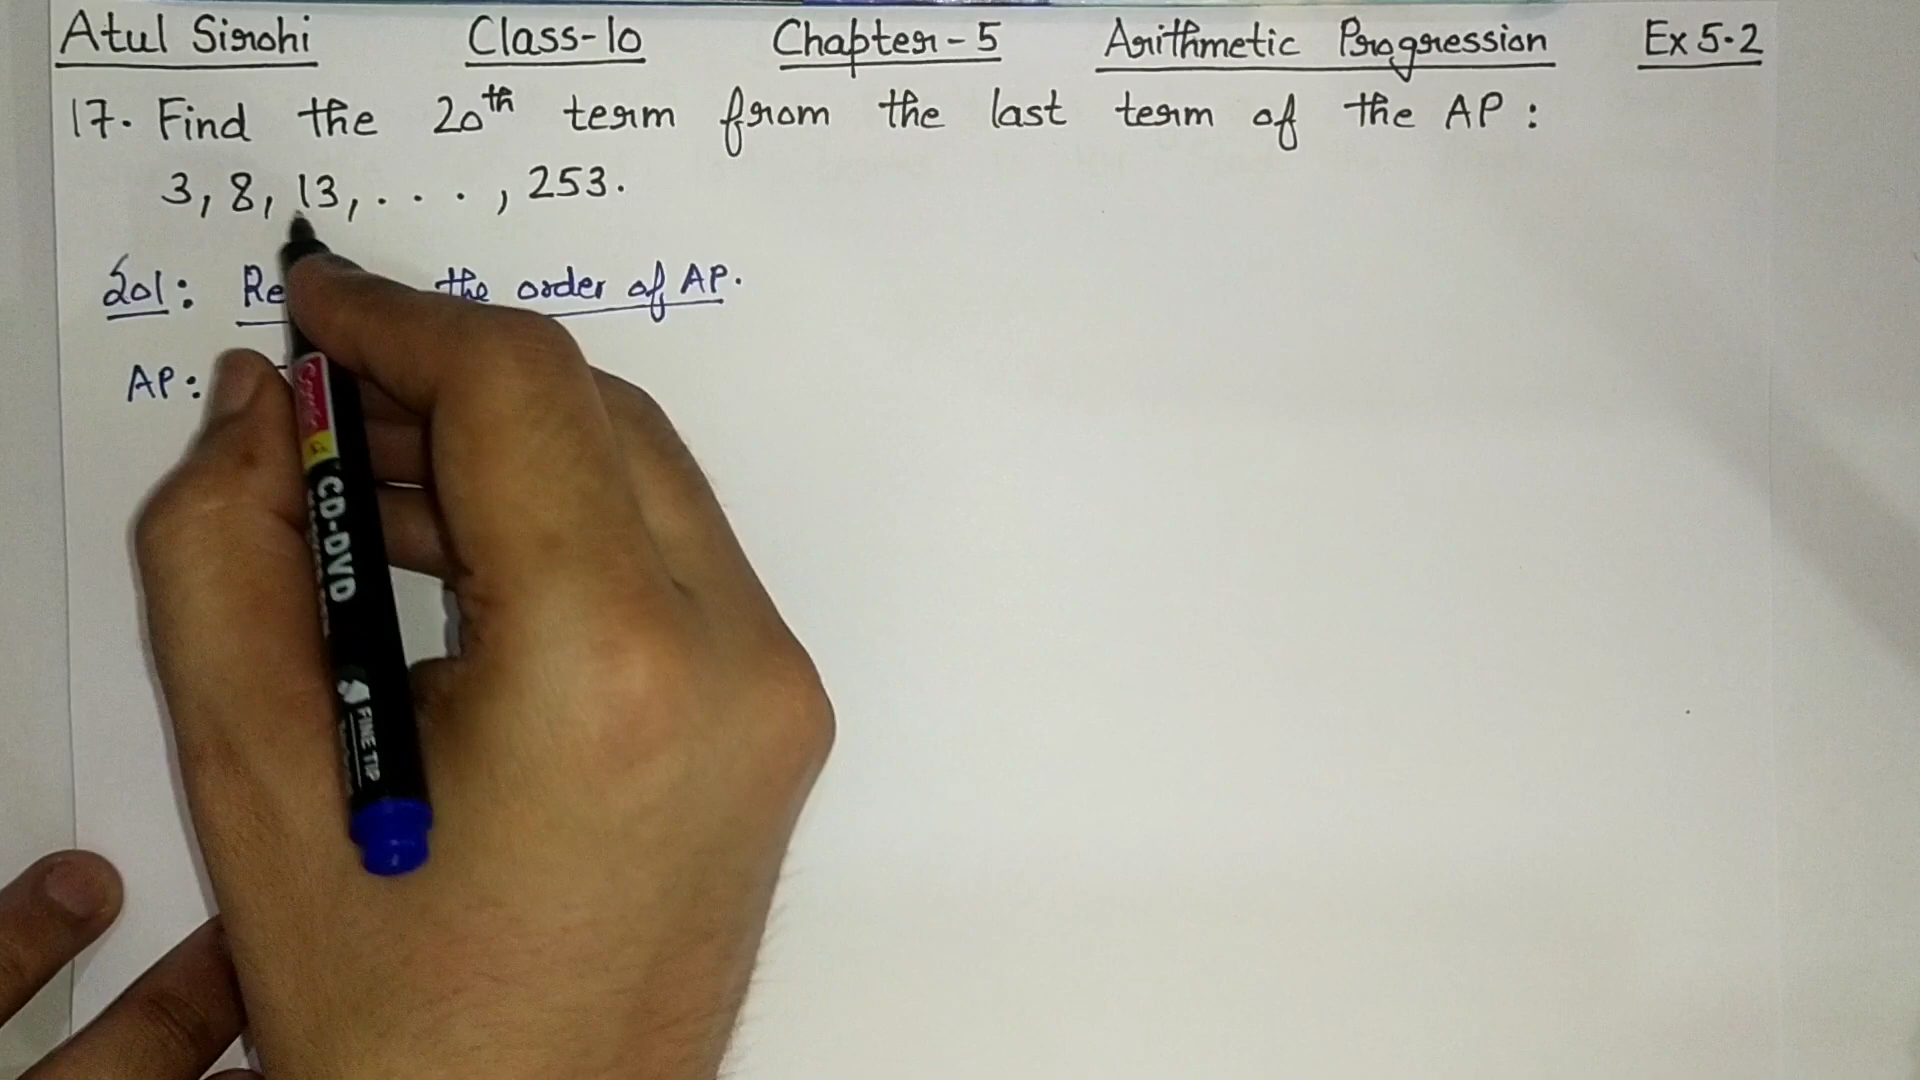 Atul Sirohi Class-10 Chapter-5 Arithmetic Progression Ex 5.2
17. Find the 20th term from the last term of the AP :
3, 8, 13, . . . , 253.
Sol: the order of AP.
AP:
CD-DVD
FINE TIP